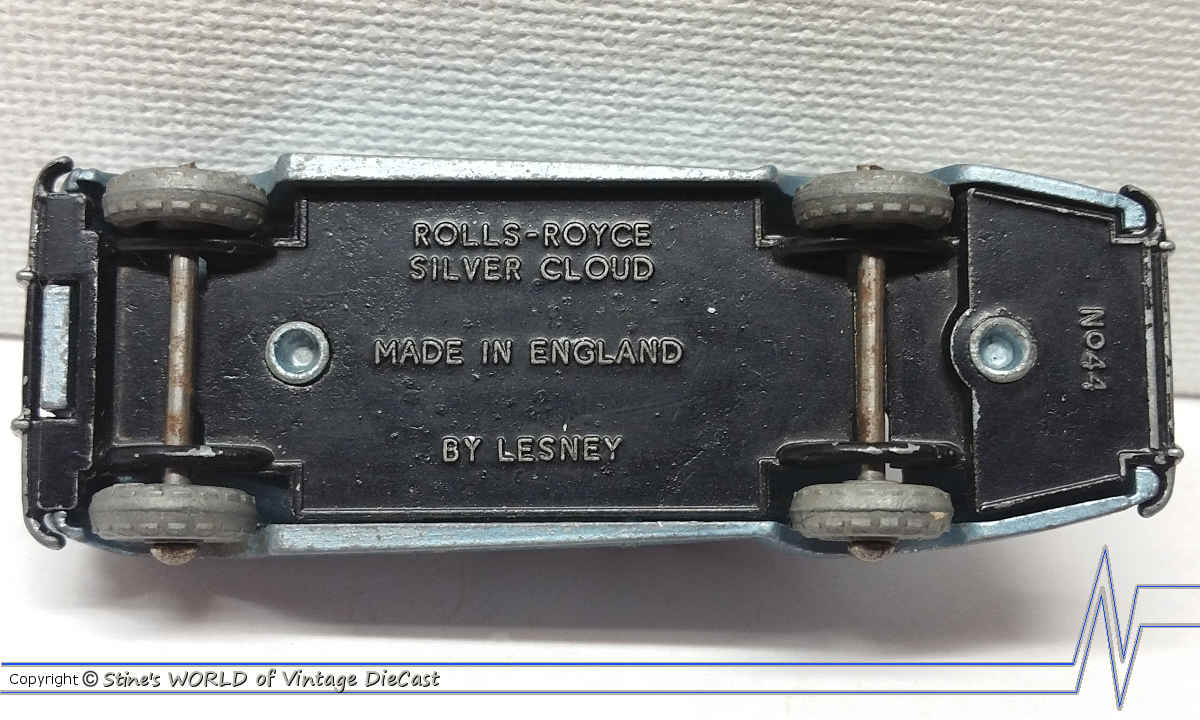 ROLLS-ROYCE
SILVER CLOUD
MADE IN ENGLAND
BY LESNEY
NO44
Copyright © Stine's WORLD of Vintage DieCast